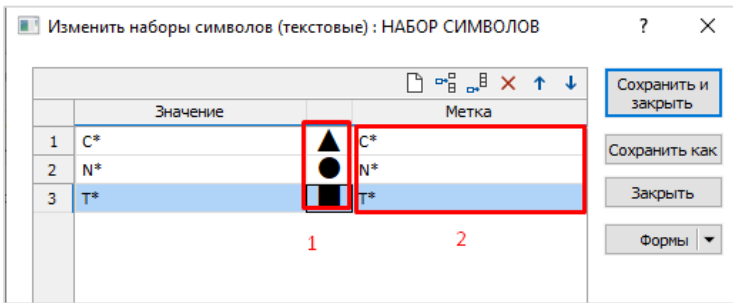 Изменить наборы символов (текстовые) : НАБОР СИМВОЛОВ ?
Значение Метка
1 C* C*
2 N* N*
3 T* T*
1 2
Сохранить и
закрыть
Сохранить как
Закрыть
Формы